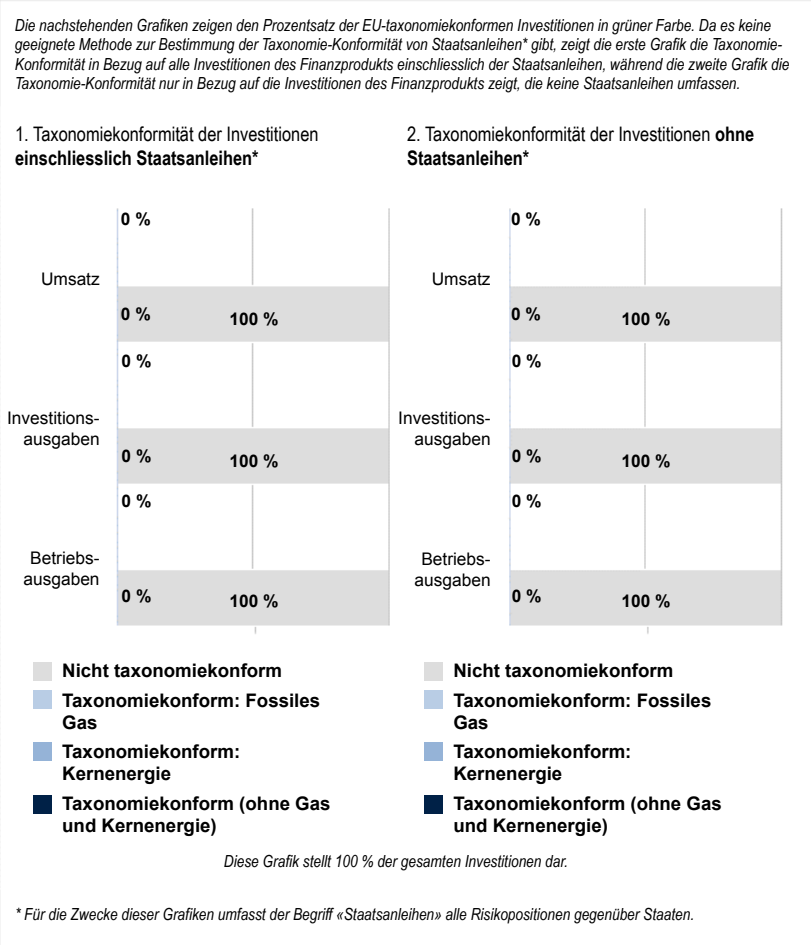 Die nachstehenden Grafiken zeigen den Prozentsatz der EU-taxonomiekonformen Investitionen in grüner Farbe. Da es keine
geeignete Methode zur Bestimmung der Taxonomie-Konformität von Staatsanleihen* gibt, zeigt die erste Grafik die Taxonomie-
Konformität in Bezug auf alle Investitionen des Finanzprodukts einschliesslich der Staatsanleihen, während die zweite Grafik die
Taxonomie-Konformität nur in Bezug auf die Investitionen des Finanzprodukts zeigt, die keine Staatsanleihen umfassen.
1. Taxonomiekonformität der Investitionen
einschliesslich Staatsanleihen*
0 %
Umsatz
0 %
100 %
0 %
Investitions-
ausgaben
0 %
100 %
0 %
Betriebs-
ausgaben
0 %
100 %
Nicht taxonomiekonform
Taxonomiekonform: Fossiles
Gas
Taxonomiekonform:
Kernenergie
Taxonomiekonform (ohne Gas
und Kernenergie)
2. Taxonomiekonformität der Investitionen ohne
Staatsanleihen*
0 %
Umsatz
0 %
100 %
0 %
Investitions-
ausgaben
0 %
100 %
0 %
Betriebs-
ausgaben
0 %
100 %
Nicht taxonomiekonform
Taxonomiekonform: Fossiles
Gas
Taxonomiekonform:
Kernenergie
Taxonomiekonform (ohne Gas
und Kernenergie)
Diese Grafik stellt 100 % der gesamten Investitionen dar.
* Für die Zwecke dieser Grafiken umfasst der Begriff «Staatsanleihen» alle Risikopositionen gegenüber Staaten.